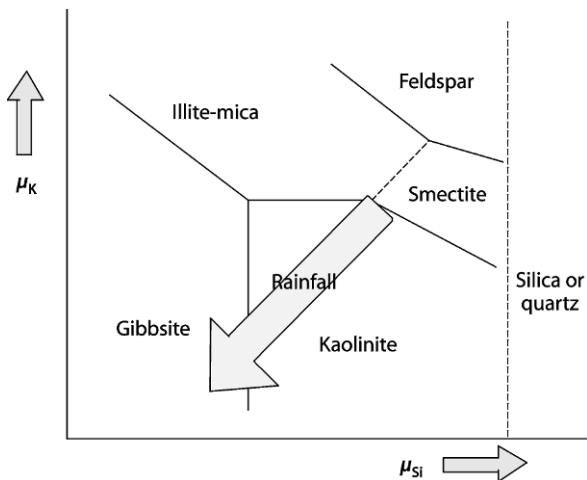 Feldspar
Illite-mica
μK
Smectite
Rainfall
Silica or
quartz
Gibbsite
Kaolinite
μSi